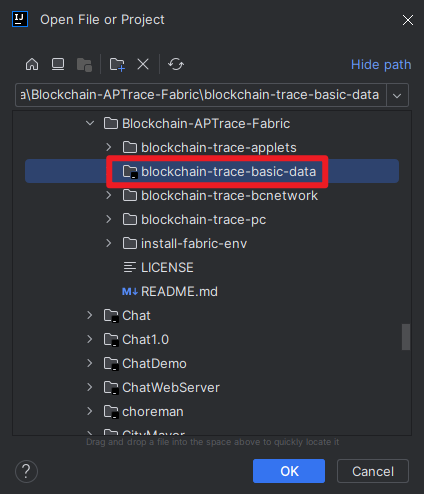 Open File or Project
Hide path
a\Blockchain-APTrace-Fabric\blockchain-trace-basic-data
Blockchain-APTrace-Fabric
blockchain-trace-applets
blockchain-trace-basic-data
blockchain-trace-bcnetwork
blockchain-trace-pc
install-fabric-env
LICENSE
M↓ README.md
Chat
Chat1.0
ChatDemo
ChatWebServer
choreman
CityMayer
Drag and drop a file into the space above to quickly locate it
?
OK
Cancel